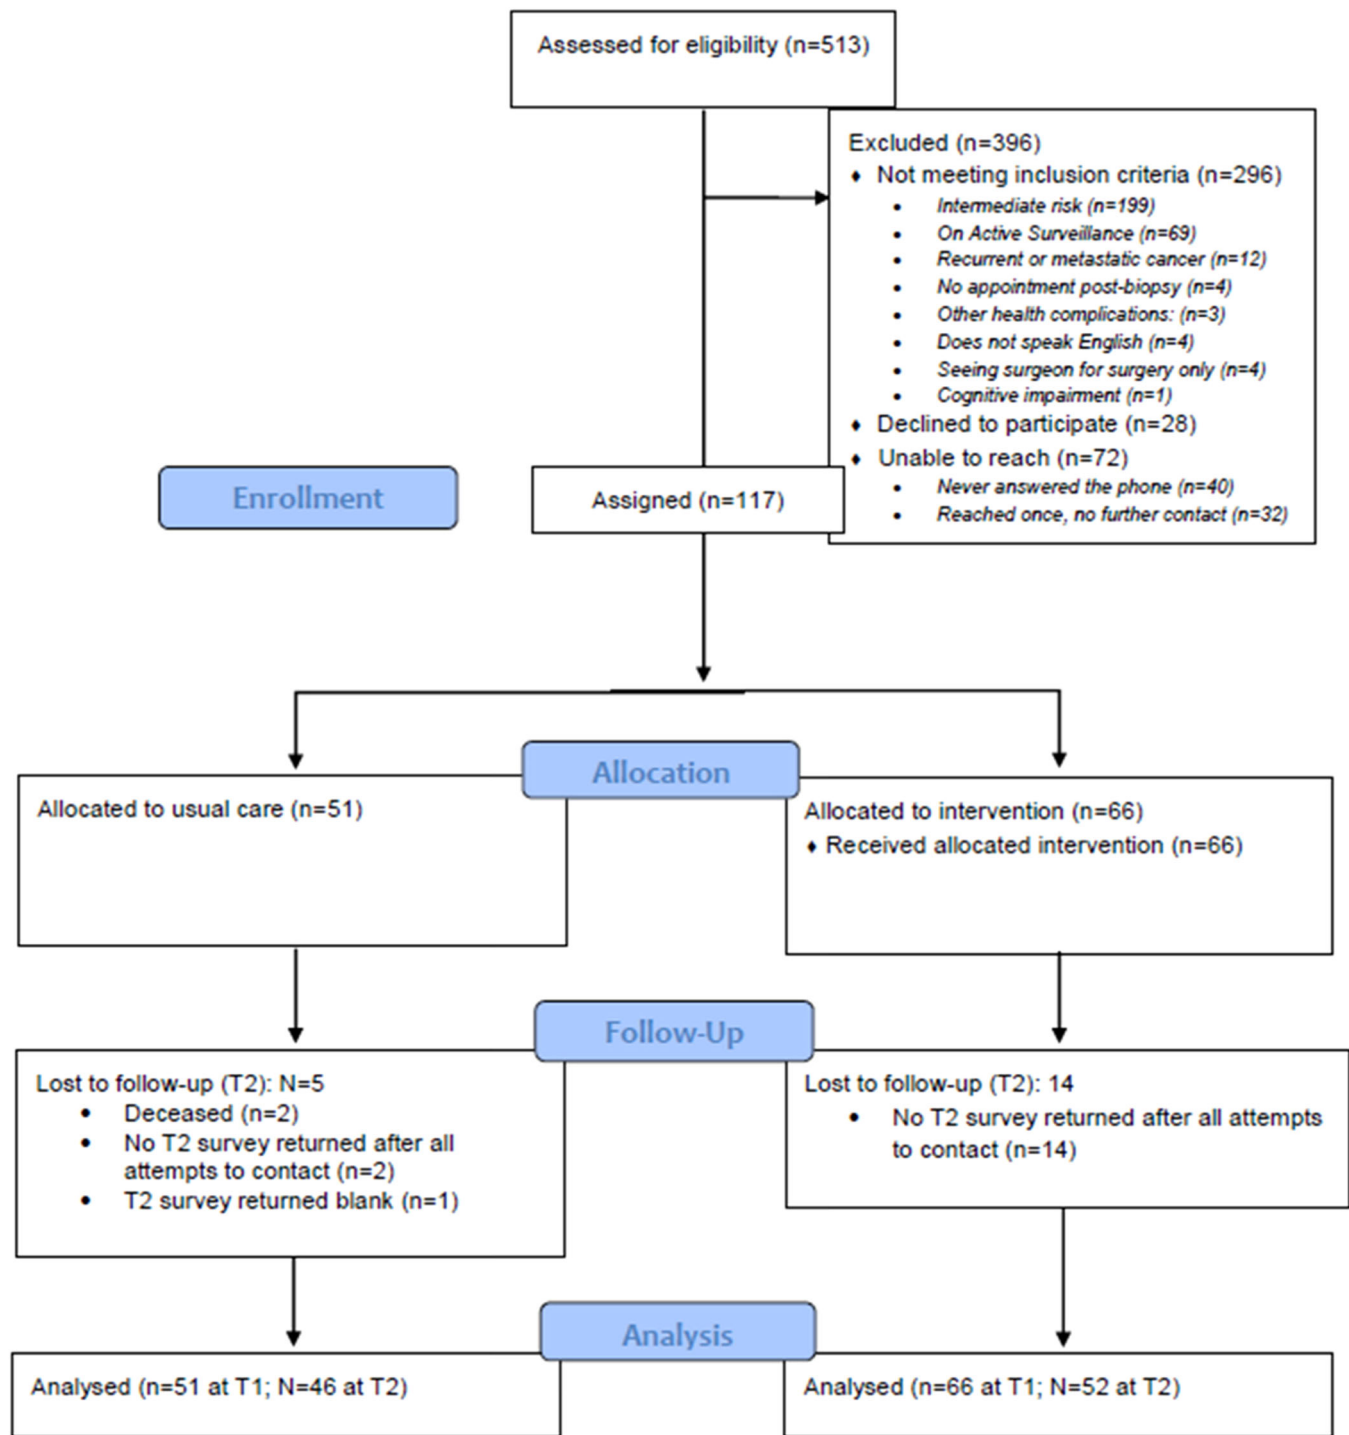 Assessed for eligibility (n=513)
Excluded (n=396)
♦ Not meeting inclusion criteria (n=296)
• Intermediate risk (n=199)
• On Active Surveillance (n=69)
• Recurrent or metastatic cancer (n=12)
• No appointment post-biopsy (n=4)
• Other health complications: (n=3)
• Does not speak English (n=4)
• Seeing surgeon for surgery only (n=4)
• Cognitive impairment (n=1)
♦ Declined to participate (n=28)
♦ Unable to reach (n=72)
• Never answered the phone (n=40)
• Reached once, no further contact (n=32)
Enrollment
Assigned (n=117)
Allocation
Allocated to usual care (n=51)
Allocated to intervention (n=66)
♦ Received allocated intervention (n=66)
Follow-Up
Lost to follow-up (T2): N=5
• Deceased (n=2)
• No T2 survey returned after all
attempts to contact (n=2)
• T2 survey returned blank (n=1)
Lost to follow-up (T2): 14
• No T2 survey returned after all attempts
to contact (n=14)
Analysis
Analysed (n=51 at T1; N=46 at T2)
Analysed (n=66 at T1; N=52 at T2)